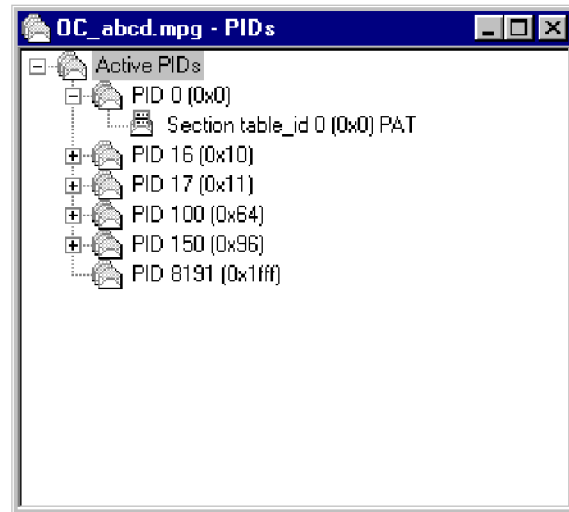 OC_abcd.mpg - PIDs
Active PIDs
PID 0 (0x0)
Section table_id 0 (0x0) PAT
PID 16 (0x10)
PID 17 (0x11)
PID 100 (0x64)
PID 150 (0x96)
PID 8191 (0x1fff)